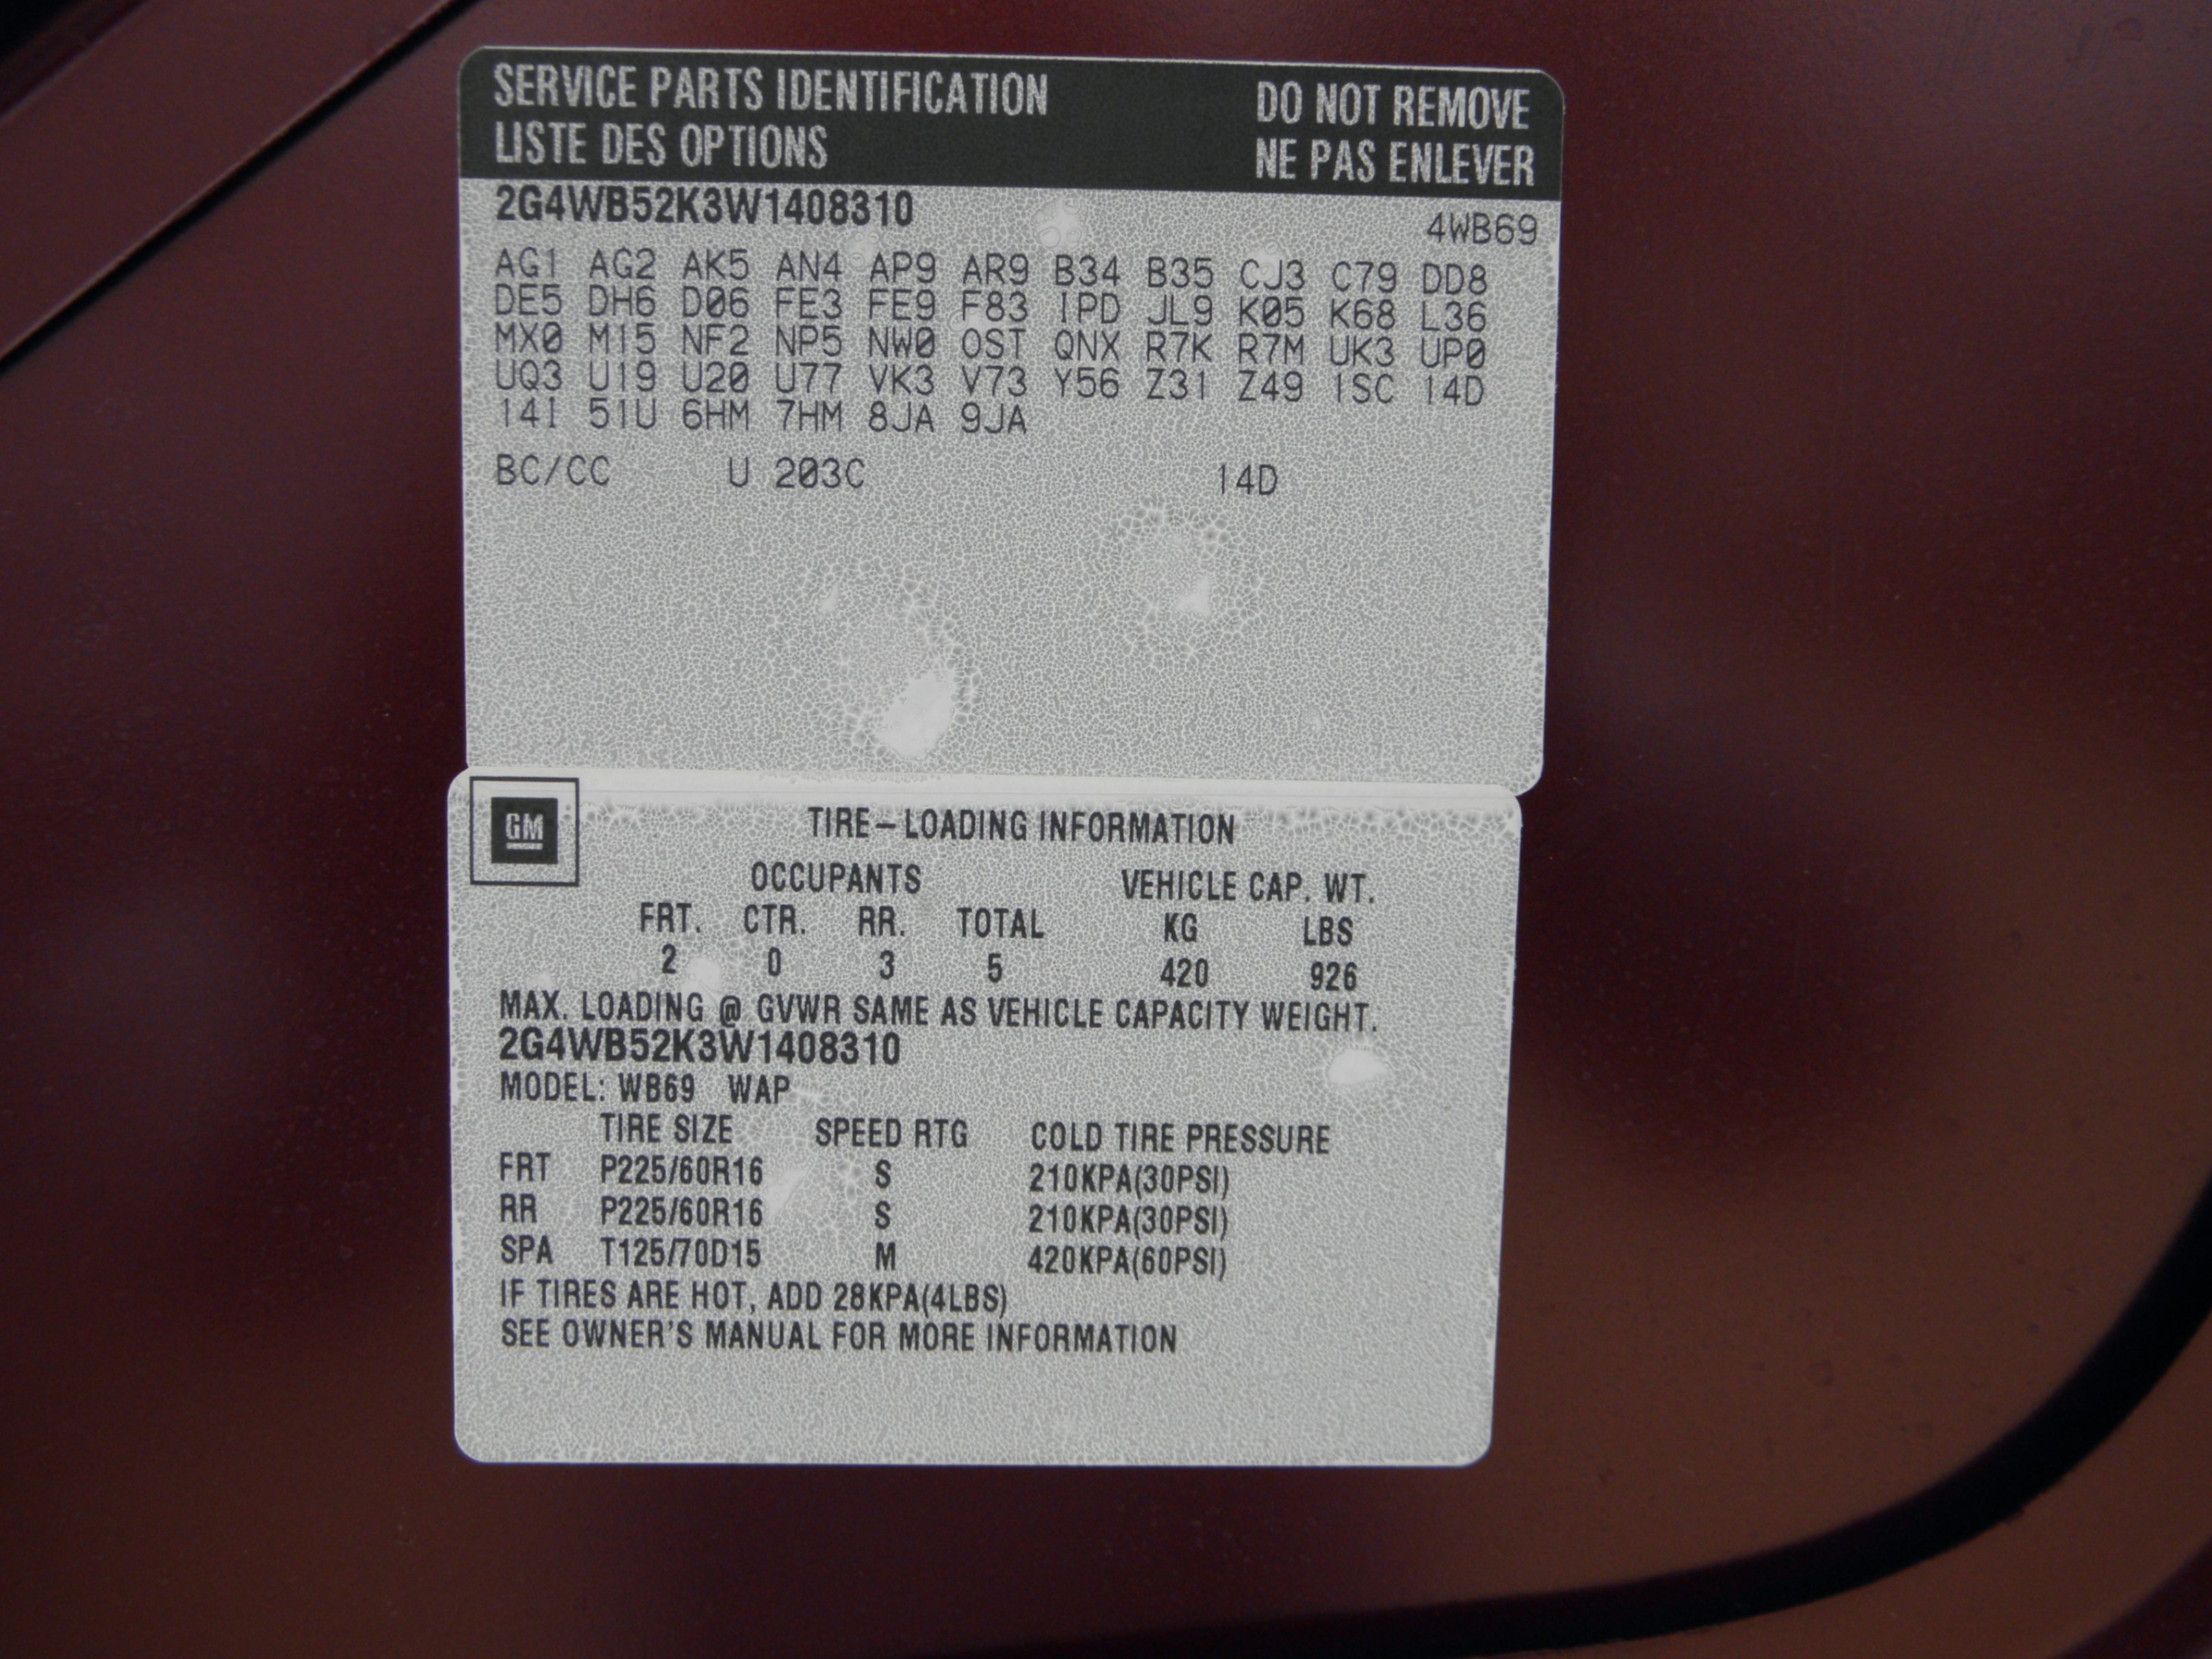 SERVICE PARTS IDENTIFICATION DO NOT REMOVE
LISTE DES OPTIONS NE PAS ENLEVER
2G4WB52K3W1408310 4WB69
AG1 AG2 AK5 AN4 AP9 AR9 B34 B35 CJ3 C79 DD8
DE5 DH6 D06 FE3 FE9 F83 IPD JL9 K05 K68 L36
MX0 M15 NF2 NP5 NW0 OST QNX R7K R7M UK3 UP0
UQ3 U19 U20 U77 VK3 V73 Y56 Z31 Z49 1SC 14D
14I 51U 6HM 7HM 8JA 9JA
BC/CC U 203C 14D
GM
TIRE-LOADING INFORMATION
OCCUPANTS VEHICLE CAP. WT.
FRT. CTR. RR. TOTAL KG LBS
2 0 3 5 420 926
MAX. LOADING @ GVWR SAME AS VEHICLE CAPACITY WEIGHT.
2G4WB52K3W1408310
MODEL: WB69 WAP
TIRE SIZE SPEED RTG COLD TIRE PRESSURE
FRT P225/60R16 S 210KPA(30PSI)
RR P225/60R16 S 210KPA(30PSI)
SPA T125/70D15 M 420KPA(60PSI)
IF TIRES ARE HOT, ADD 28KPA(4LBS)
SEE OWNER'S MANUAL FOR MORE INFORMATION